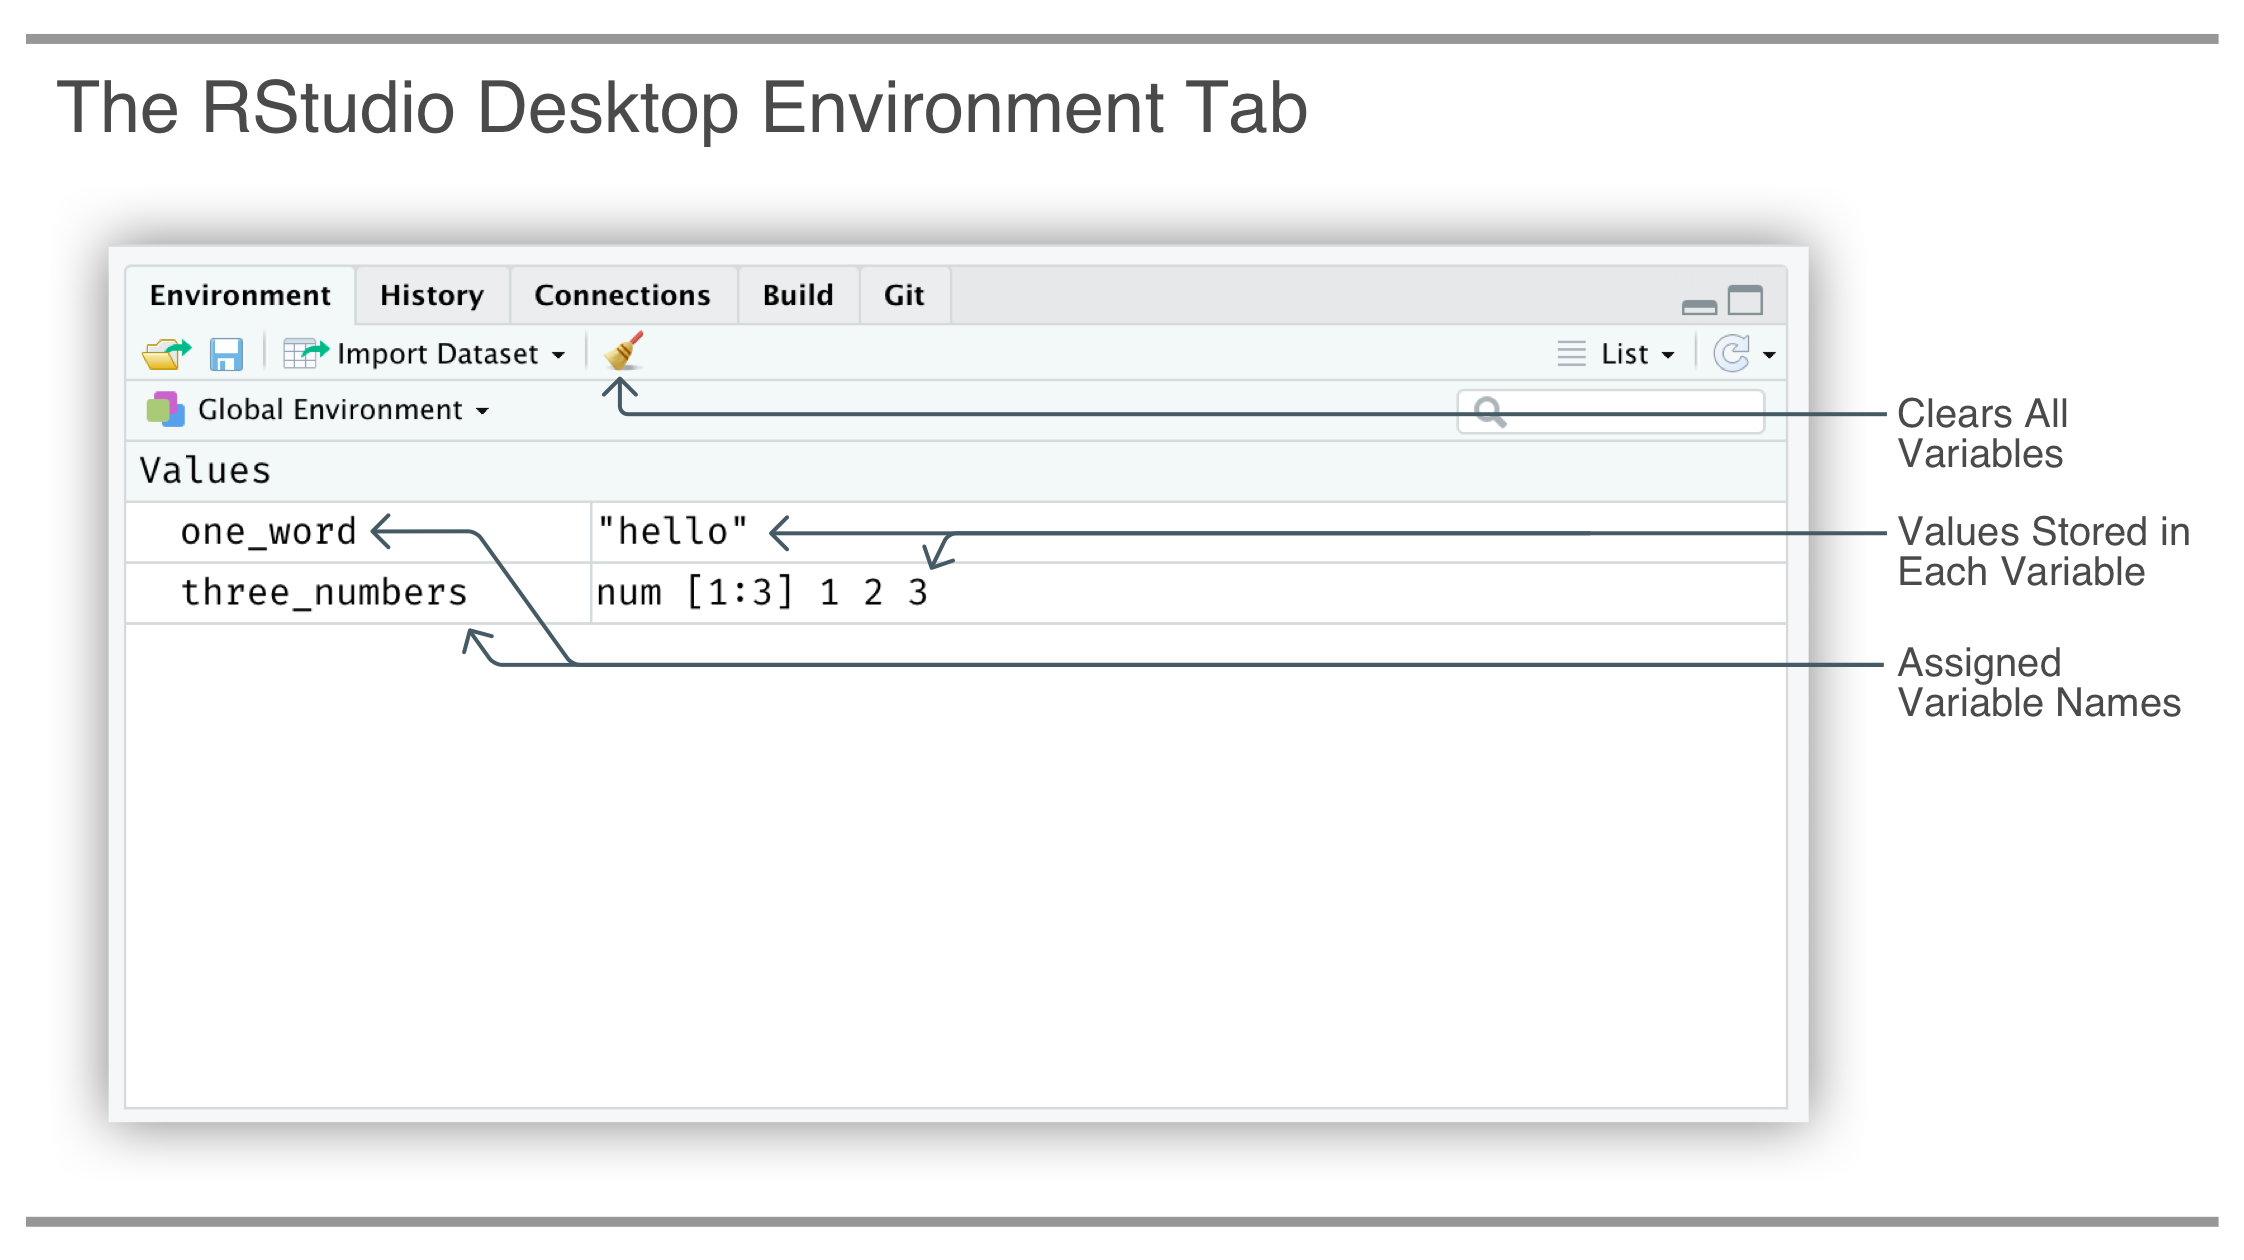 The RStudio Desktop Environment Tab
Environment History Connections Build Git
Import Dataset List
Global Environment
Clears All
Variables
Values
one_word "hello"
Values Stored in
Each Variable
three_numbers num [1:3] 1 2 3
Assigned
Variable Names